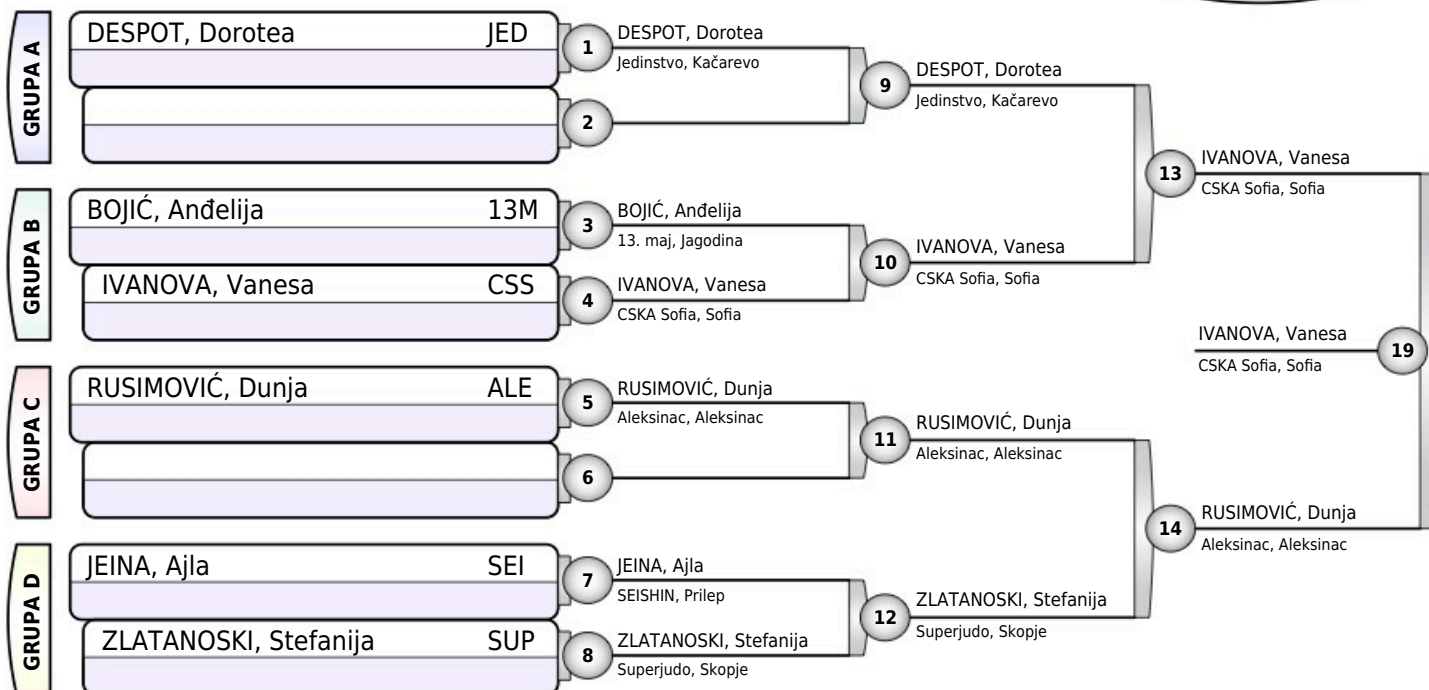 GRUPA A
DESPOT, Dorotea JED
1
DESPOT, Dorotea
Jedinstvo, Kačarevo
2
9
DESPOT, Dorotea
Jedinstvo, Kačarevo
GRUPA B
BOJIĆ, Anđelija 13M
3
BOJIĆ, Anđelija
13. maj, Jagodina
IVANOVA, Vanesa CSS
4
IVANOVA, Vanesa
CSKA Sofia, Sofia
10
IVANOVA, Vanesa
CSKA Sofia, Sofia
13
IVANOVA, Vanesa
CSKA Sofia, Sofia
IVANOVA, Vanesa
CSKA Sofia, Sofia
19
GRUPA C
RUSIMOVIĆ, Dunja ALE
5
RUSIMOVIĆ, Dunja
Aleksinac, Aleksinac
6
11
RUSIMOVIĆ, Dunja
Aleksinac, Aleksinac
14
RUSIMOVIĆ, Dunja
Aleksinac, Aleksinac
GRUPA D
JEINA, Ajla SEI
7
JEINA, Ajla
SEISHIN, Prilep
ZLATANOSKI, Stefanija SUP
8
ZLATANOSKI, Stefanija
Superjudo, Skopje
12
ZLATANOSKI, Stefanija
Superjudo, Skopje